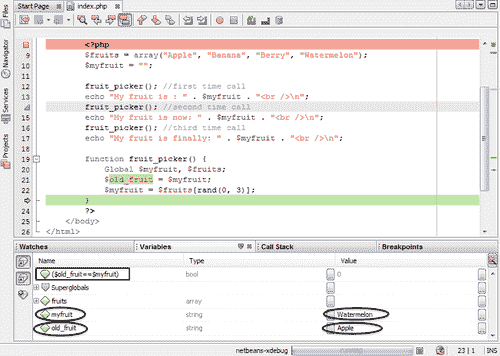 Start Page
index.php
Files
Navigator
Services
Projects
<?php
9 $fruits = array("Apple", "Banana", "Berry", "Watermelon");
10 $myfruit = "";
11
12 fruit_picker(); //first time call
13 echo "My fruit is : " . $myfruit . "<br />\n";
fruit_picker(); //second time call
15 echo "My fruit is now: " . $myfruit . "<br />\n";
16 fruit_picker(); //third time call
17 echo "My fruit is finally: " . $myfruit . "<br />\n";
18
19 function fruit_picker() {
20 Global $myfruit, $fruits;
21 $old_fruit = $myfruit;
22 $myfruit = $fruits[rand(0, 3)];
}
24 ?>
25 </body>
26 </html>
Watches Variables Call Stack Breakpoints
Name Type Value
($old_fruit==$myfruit) bool 0
Superglobals
fruits array
myfruit string Watermelon
old_fruit string Apple
netbeans-xdebug running 23 | 1 INS